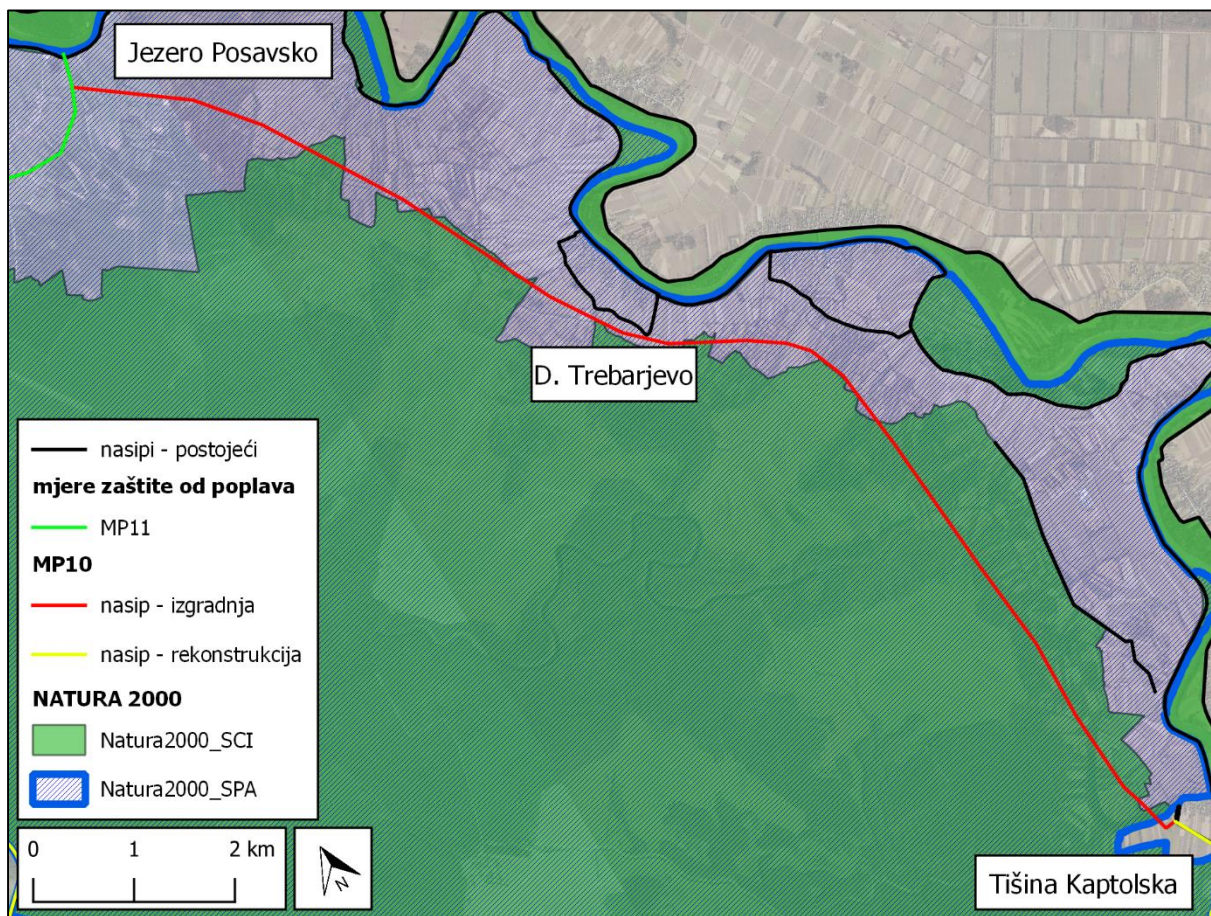 Jezero Posavsko
D. Trebarjevo
nasipi - postojeći
mjere zaštite od poplava
MP11
MP10
nasip - izgradnja
nasip - rekonstrukcija
NATURA 2000
Natura2000_SCI
Natura2000_SPA
0 1 2 km
N
Tišina Kaptolska